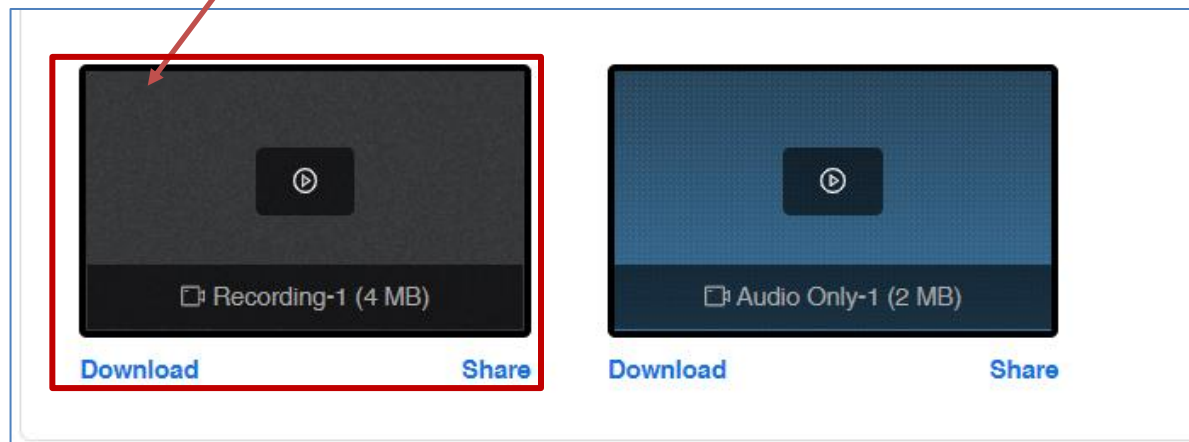 Recording-1 (4 MB)
Audio Only-1 (2 MB)
Download
Share
Download
Share